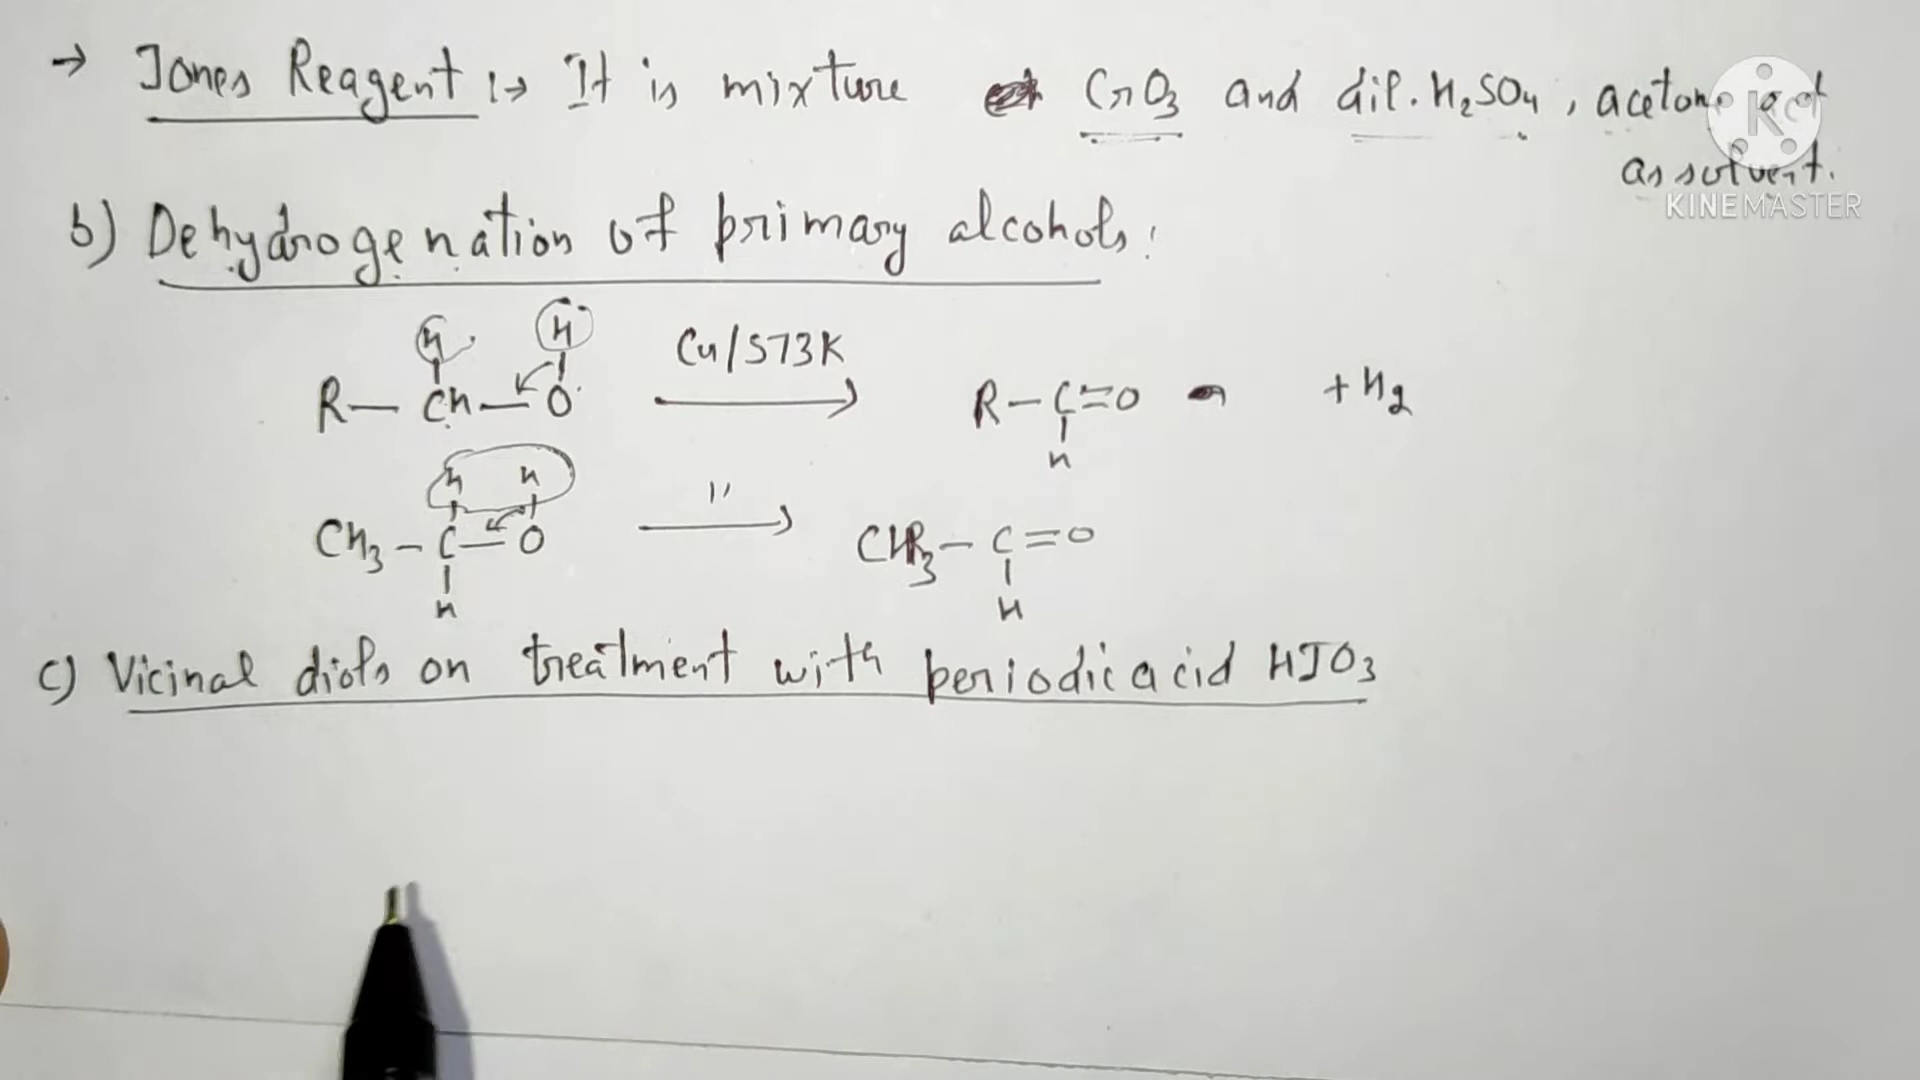 → Jones Reagent :→ It is mixture CrO3 and dil. H2SO4, acetone act
as solvent.
KINEMASTER
b) Dehydrogenation of primary alcohols:
H H
R — CH — O Cu/573K → R — C = O + H2
H
H H
CH3 — C — O " → CH3 — C = O
H H
c) Vicinal diols on treatment with periodic acid HIO3